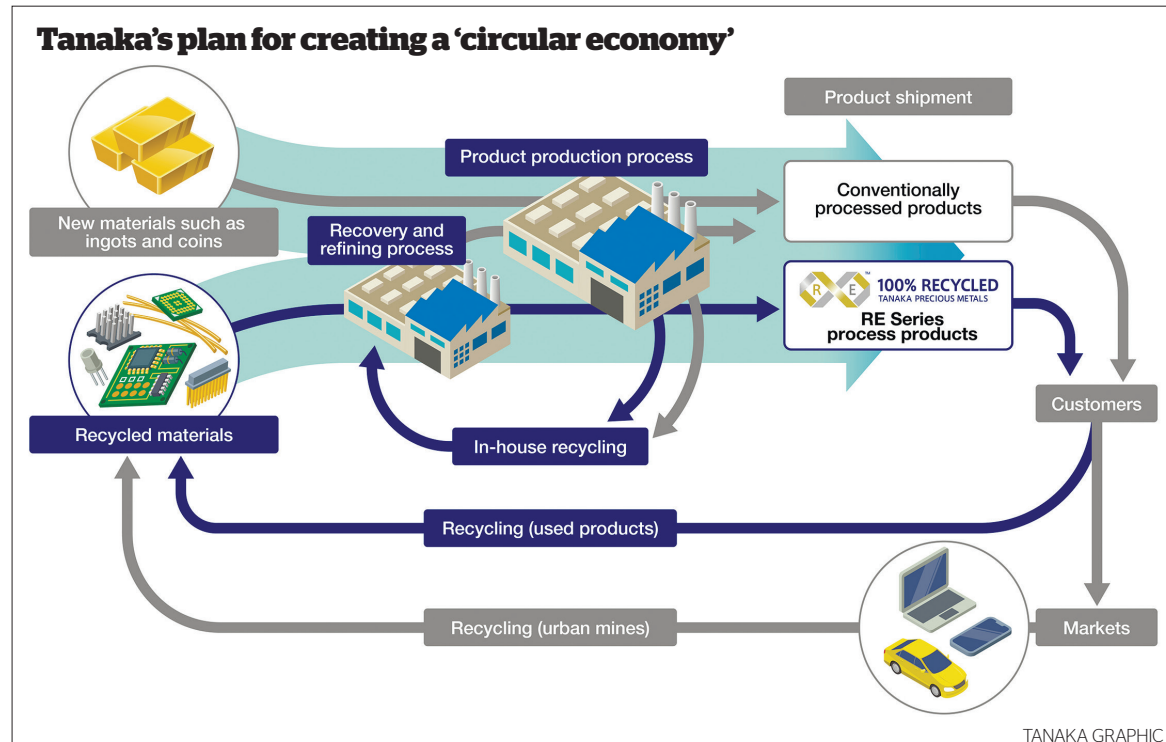 Tanaka’s plan for creating a ‘circular economy’
Product shipment
Product production process
Conventionally
processed products
New materials such as
ingots and coins
Recovery and
refining process
R E ™
100% RECYCLED
TANAKA PRECIOUS METALS
RE Series
process products
Customers
Recycled materials
In-house recycling
Recycling (used products)
Recycling (urban mines)
Markets
TANAKA GRAPHIC